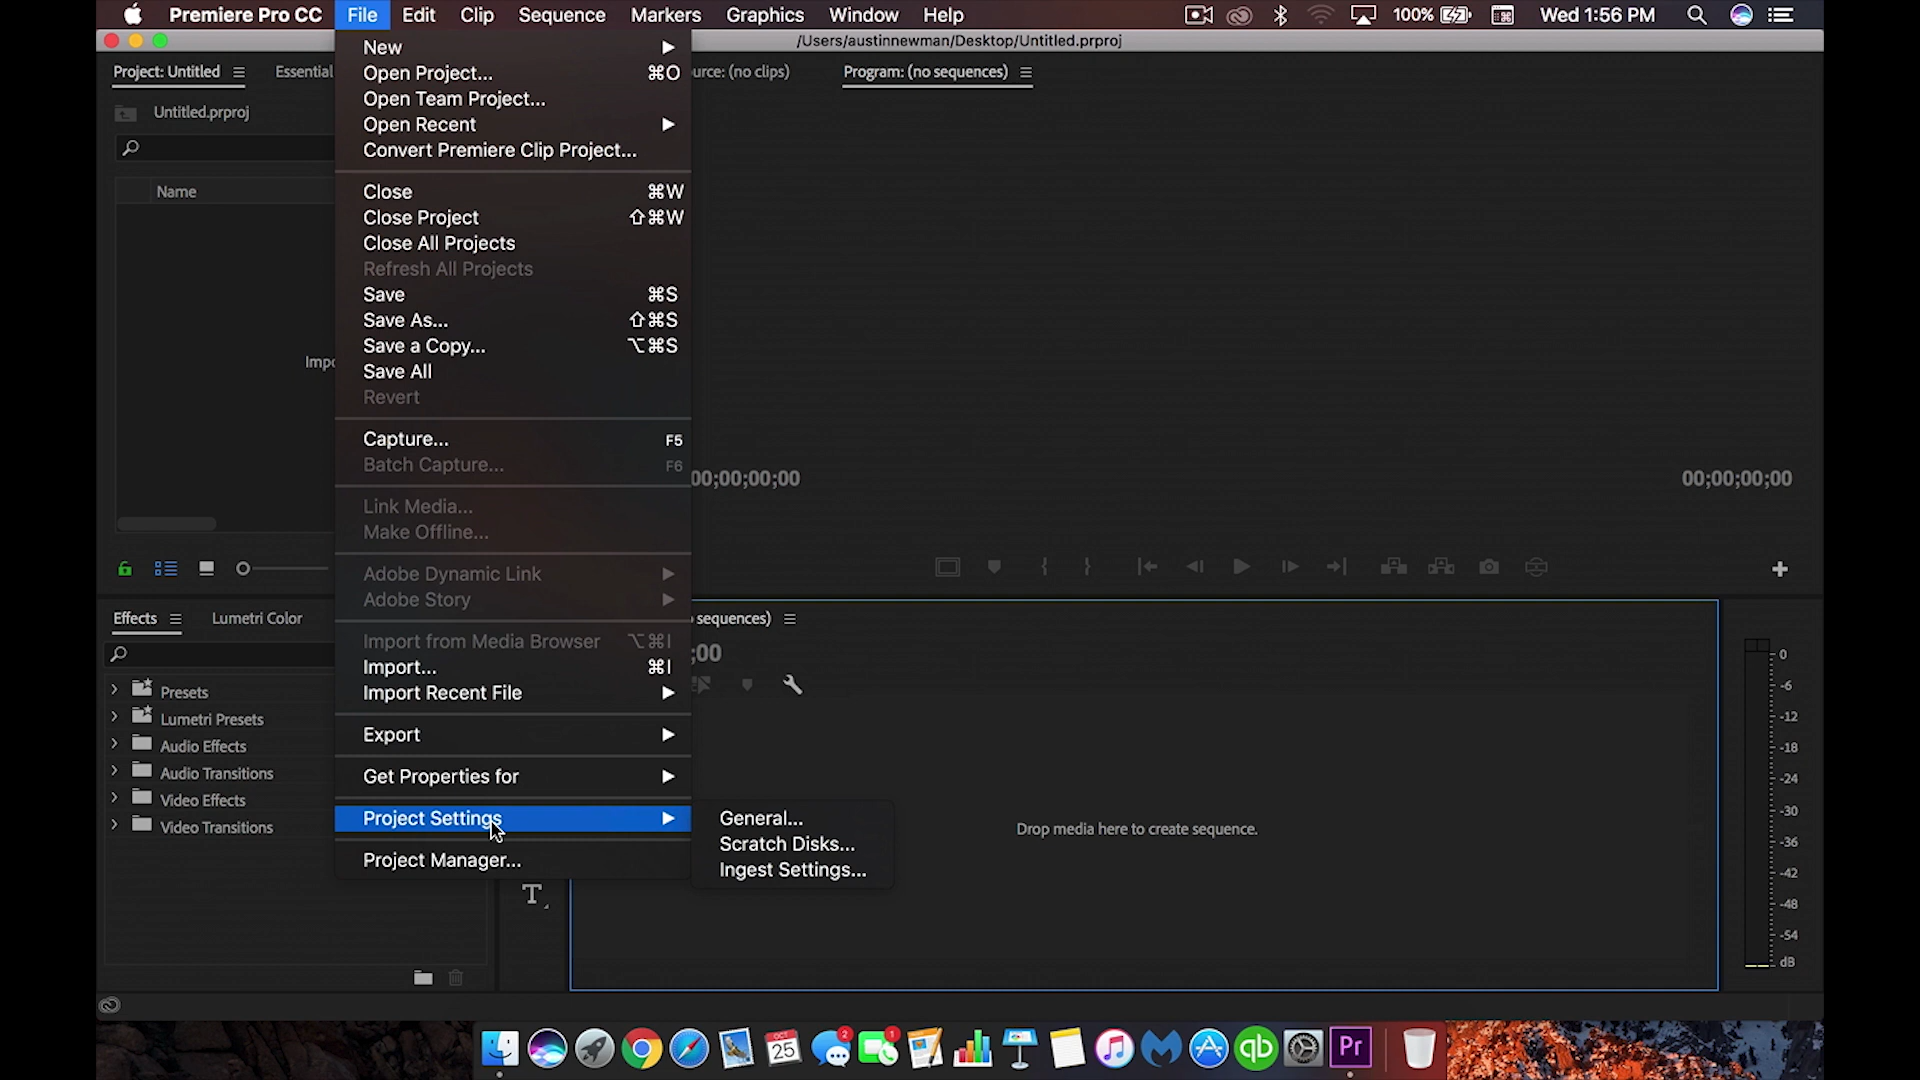 Premiere Pro CC File Edit Clip Sequence Markers Graphics Window Help 100% Wed 1:56 PM
/Users/austinnewman/Desktop/Untitled.prproj
Project: Untitled Essential
Untitled.prproj
Name
Impo
New
Open Project... ⌘O
Open Team Project...
Open Recent
Convert Premiere Clip Project...
Close ⌘W
Close Project ⇧⌘W
Close All Projects
Refresh All Projects
Save ⌘S
Save As... ⇧⌘S
Save a Copy... ⌥⌘S
Save All
Revert
Capture... F5
Batch Capture... F6
Link Media...
Make Offline...
Adobe Dynamic Link
Adobe Story
Import from Media Browser ⌥⌘I
Import... ⌘I
Import Recent File
Export
Get Properties for
Project Settings
Project Manager...
General...
Scratch Disks...
Ingest Settings...
urce: (no clips) Program: (no sequences)
00;00;00;00 00;00;00;00
Effects Lumetri Color
Presets
Lumetri Presets
Audio Effects
Audio Transitions
Video Effects
Video Transitions
T
sequences)
;00
Drop media here to create sequence.
0
-6
-12
-18
-24
-30
-36
-42
-48
-54
dB
OCT
25
2
1
qb
Pr